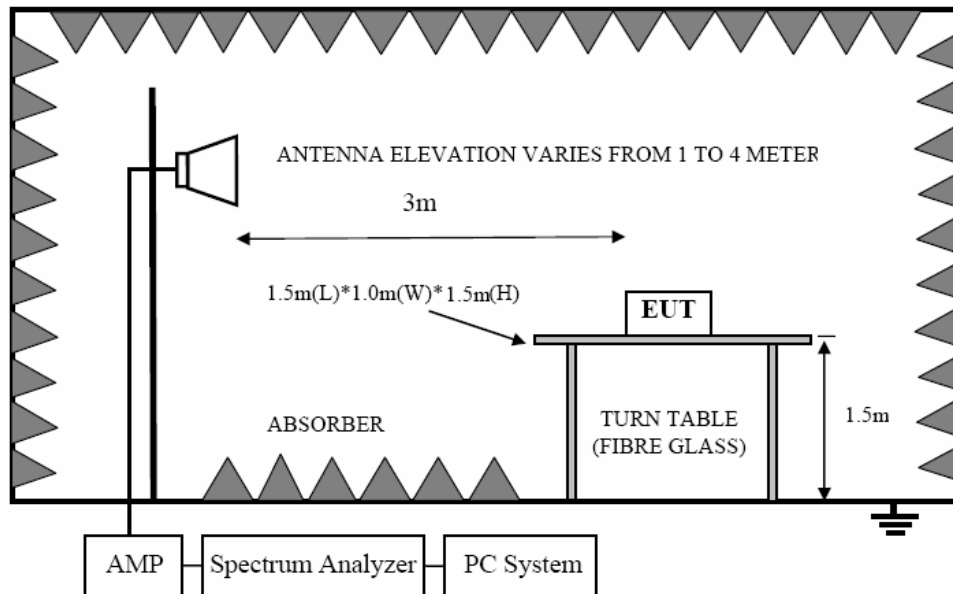 ANTENNA ELEVATION VARIES FROM 1 TO 4 METER
3m
1.5m(L)*1.0m(W)*1.5m(H)
EUT
1.5m
ABSORBER
TURN TABLE
(FIBRE GLASS)
AMP
Spectrum Analyzer
PC System